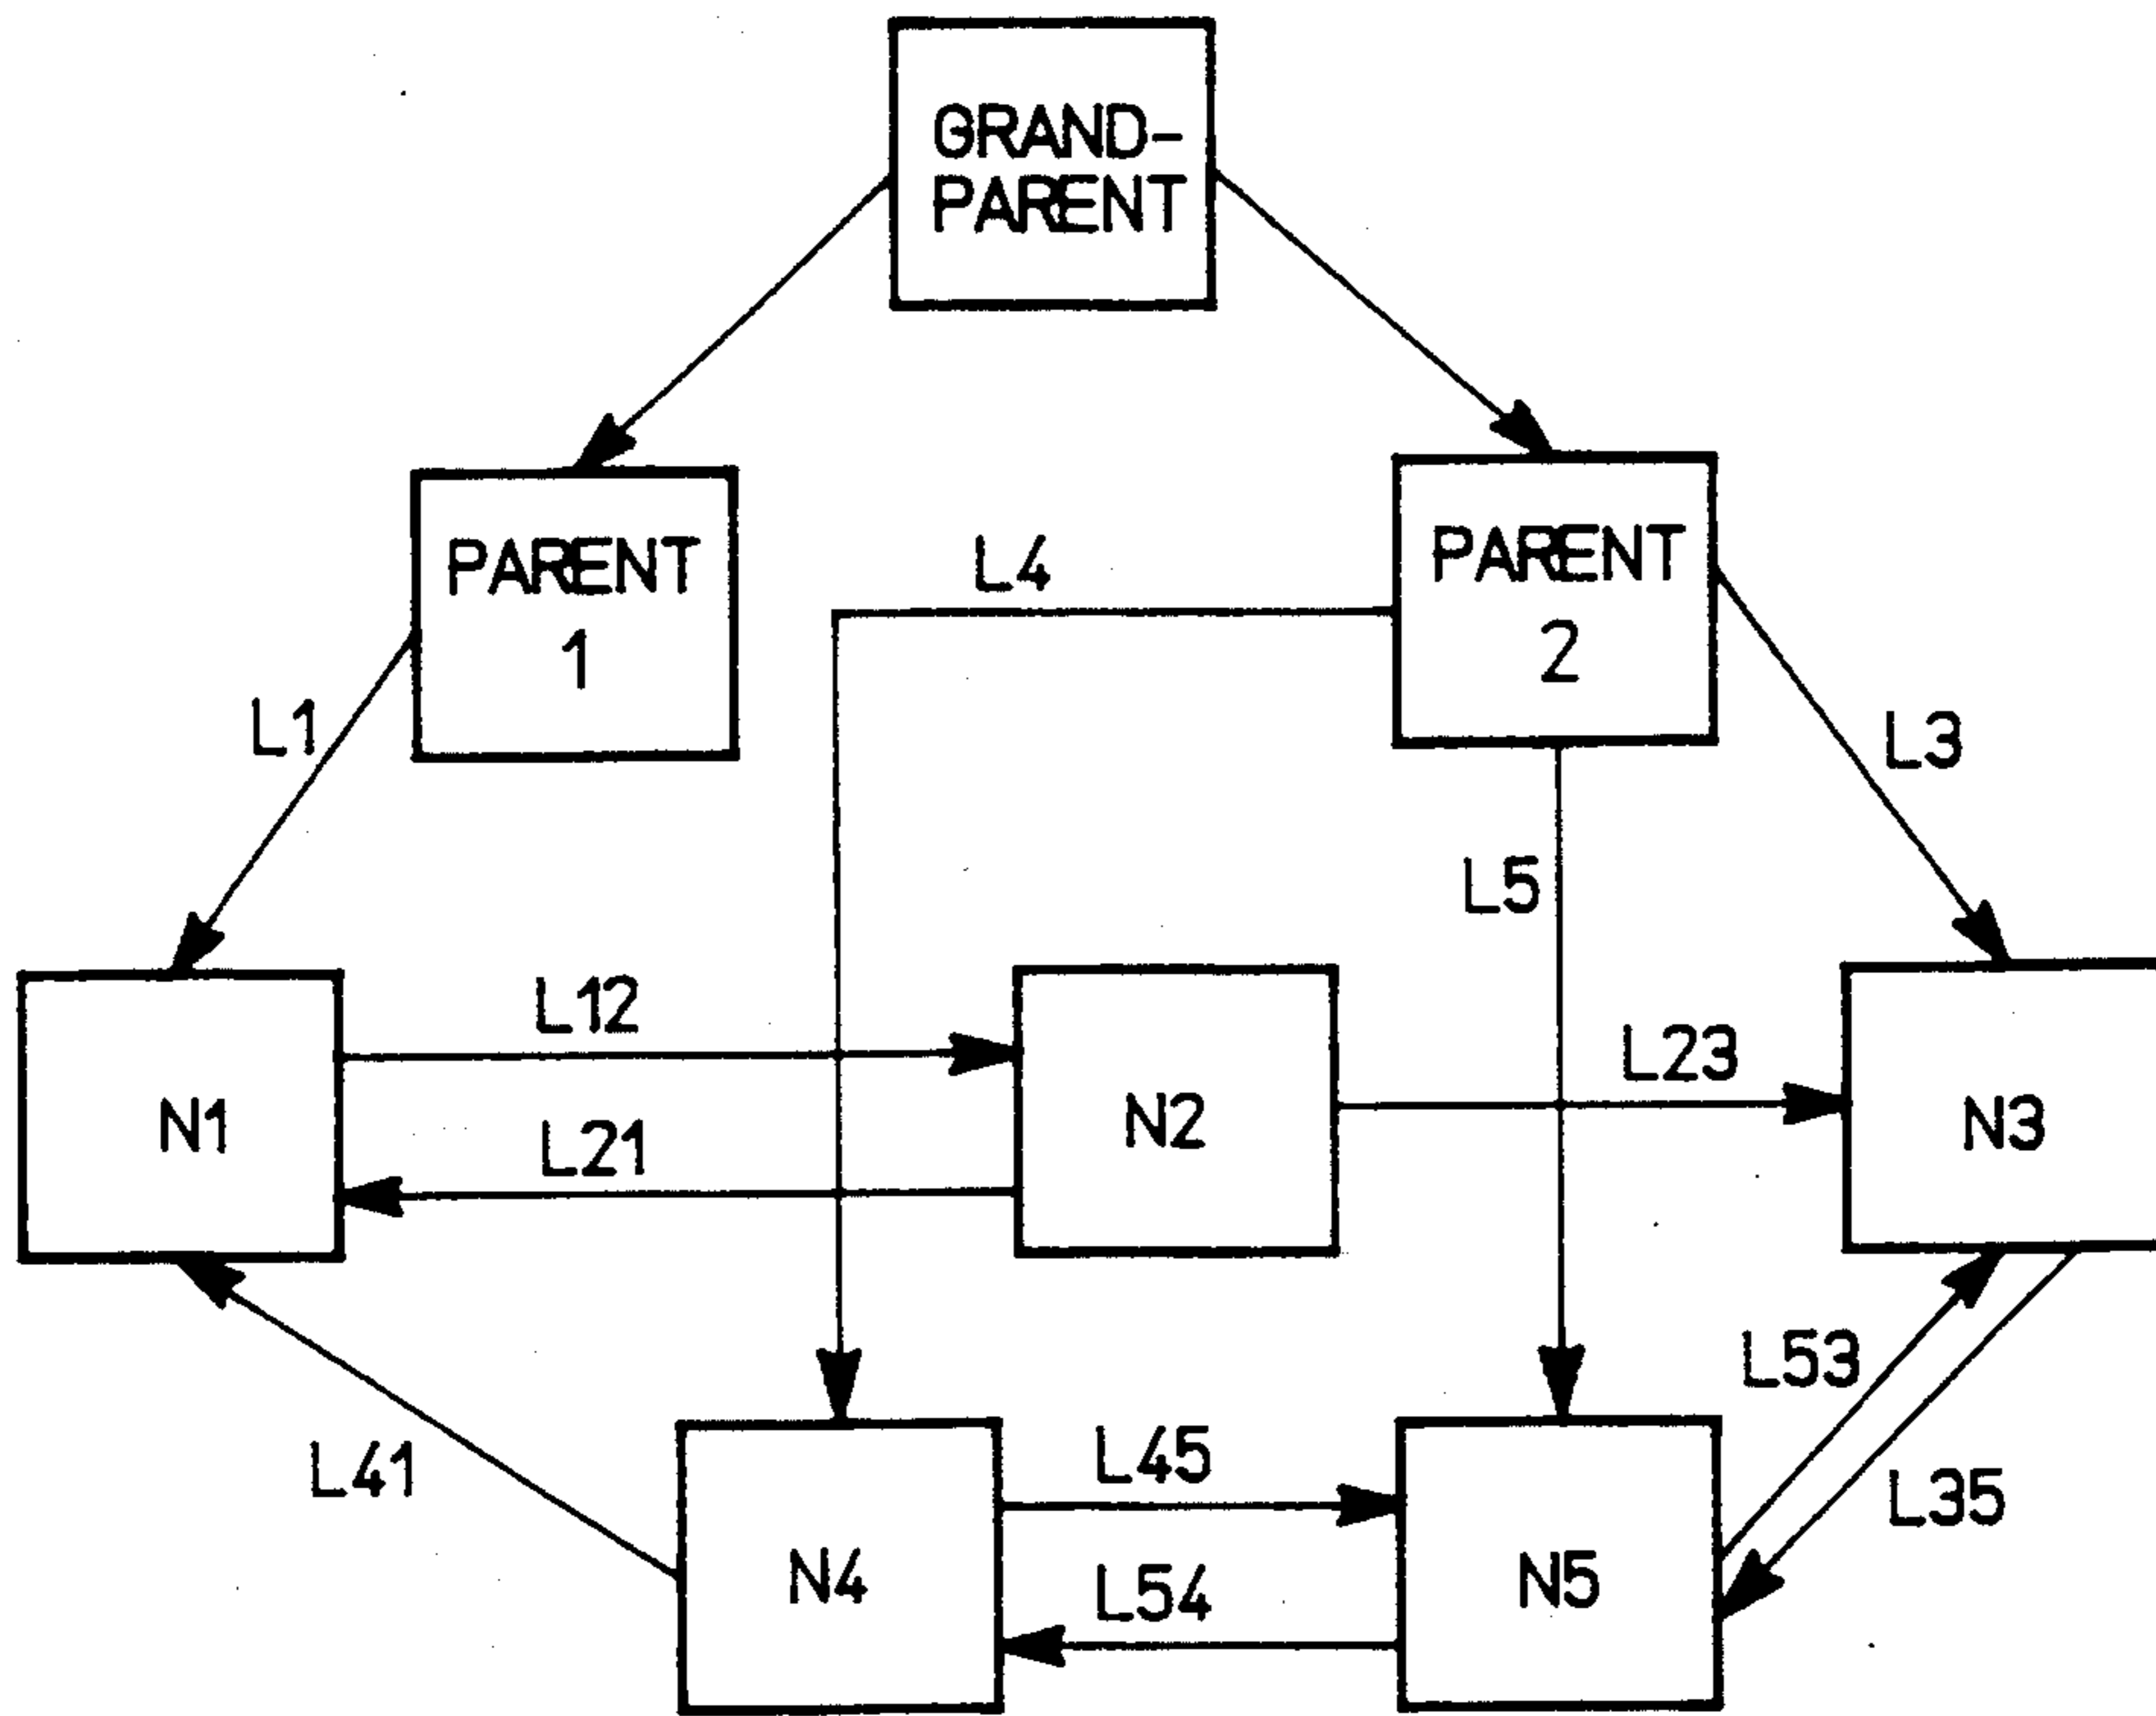 GRAND-
PARENT
PARENT
1
L4
PARENT
2
L1
L3
L5
L12
L23
N1
L21
N2
N3
L53
L41
L45
L35
N4
L54
N5